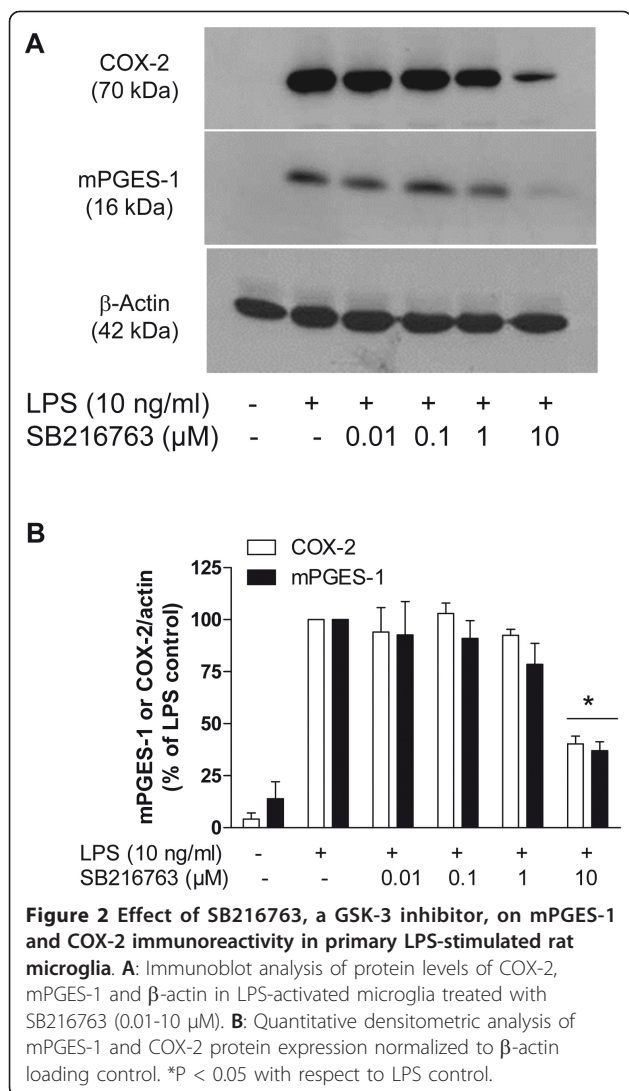 A
COX-2
(70 kDa)
mPGES-1
(16 kDa)
β-Actin
(42 kDa)
LPS (10 ng/ml) - + + + + +
SB216763 (µM) - - 0.01 0.1 1 10
B
COX-2
mPGES-1
mPGES-1 or COX-2/actin
(% of LPS control)
125
100
75
50
25
0
*
LPS (10 ng/ml) - + + + + +
SB216763 (µM) - - 0.01 0.1 1 10
Figure 2 Effect of SB216763, a GSK-3 inhibitor, on mPGES-1
and COX-2 immunoreactivity in primary LPS-stimulated rat
microglia. A: Immunoblot analysis of protein levels of COX-2,
mPGES-1 and β-actin in LPS-activated microglia treated with
SB216763 (0.01-10 μM). B: Quantitative densitometric analysis of
mPGES-1 and COX-2 protein expression normalized to β-actin
loading control. *P < 0.05 with respect to LPS control.